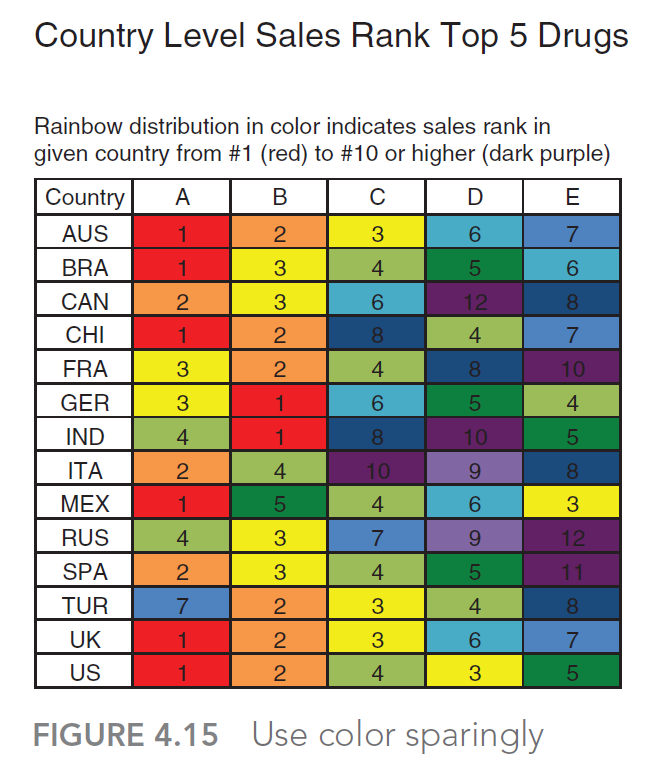 Country Level Sales Rank Top 5 Drugs
Rainbow distribution in color indicates sales rank in
given country from #1 (red) to #10 or higher (dark purple)
Country A B C D E
AUS 1 2 3 6 7
BRA 1 3 4 5 6
CAN 2 3 6 12 8
CHI 1 2 8 4 7
FRA 3 2 4 8 10
GER 3 1 6 5 4
IND 4 1 8 10 5
ITA 2 4 10 9 8
MEX 1 5 4 6 3
RUS 4 3 7 9 12
SPA 2 3 4 5 11
TUR 7 2 3 4 8
UK 1 2 3 6 7
US 1 2 4 3 5
FIGURE 4.15 Use color sparingly